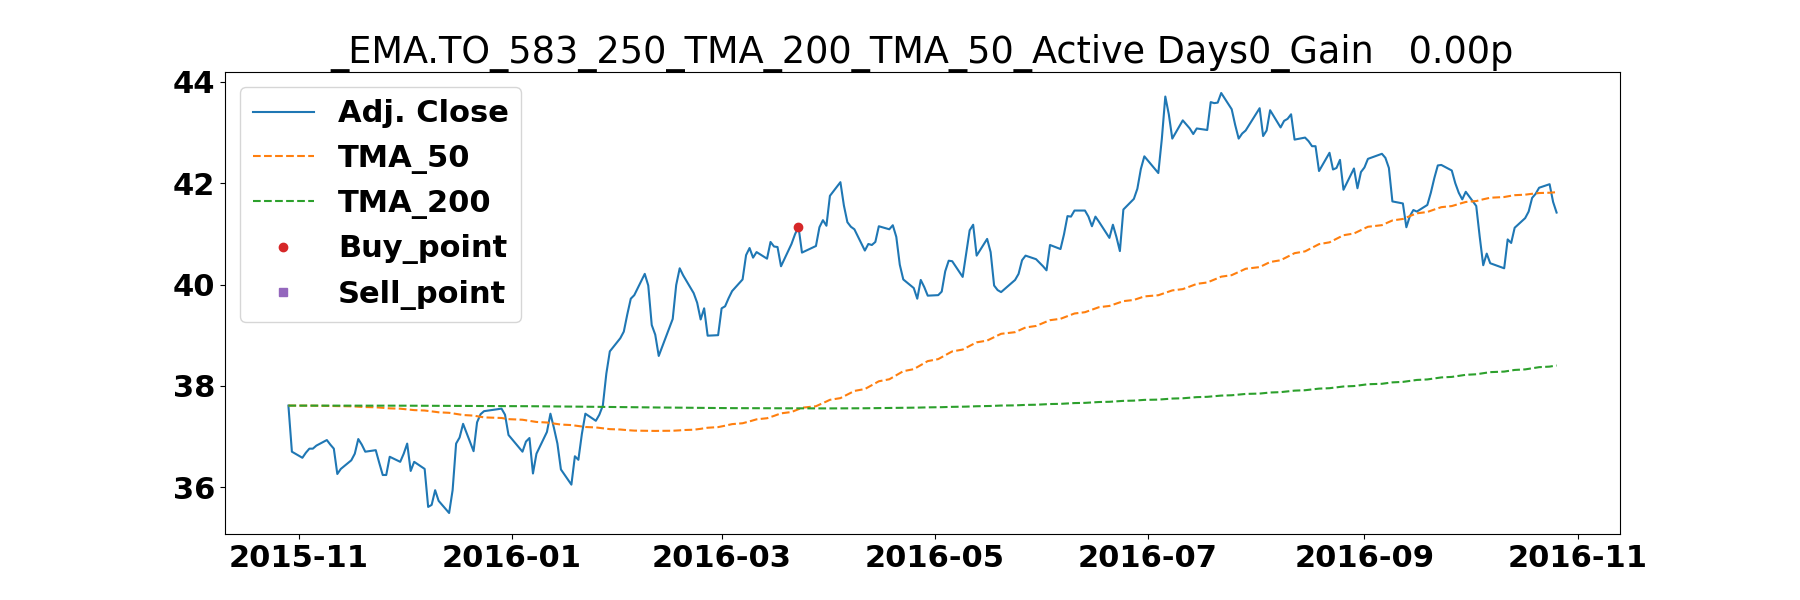 _EMA.TO_583_250_TMA_200_TMA_50_Active Days0_Gain   0.00p
44
42
40
38
36
Adj. Close
TMA_50
TMA_200
Buy_point
Sell_point
2015-11 2016-01 2016-03 2016-05 2016-07 2016-09 2016-11